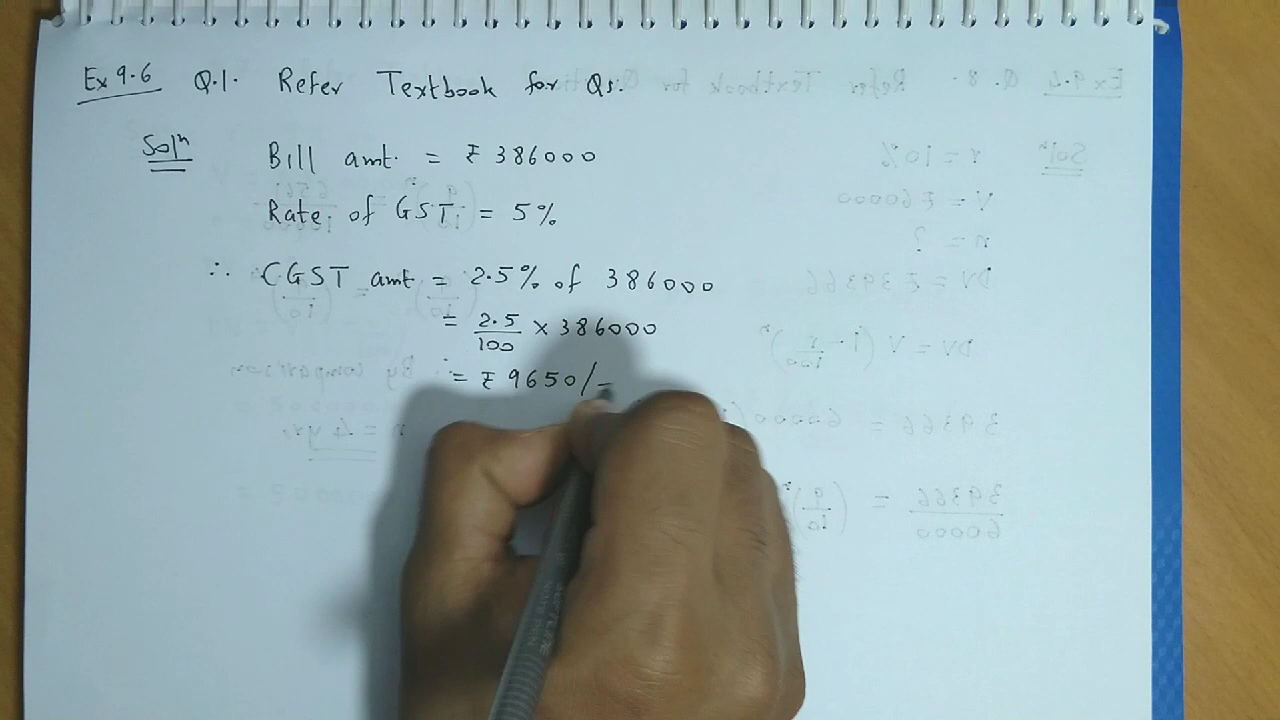 Ex 9.6 Q.1. Refer Textbook for Qs.
Solⁿ Bill amt. = ₹ 386000
Rate of GST = 5%
∴ CGST amt = 2.5% of 386000
= 2.5/100 × 386000
= ₹ 9650/-